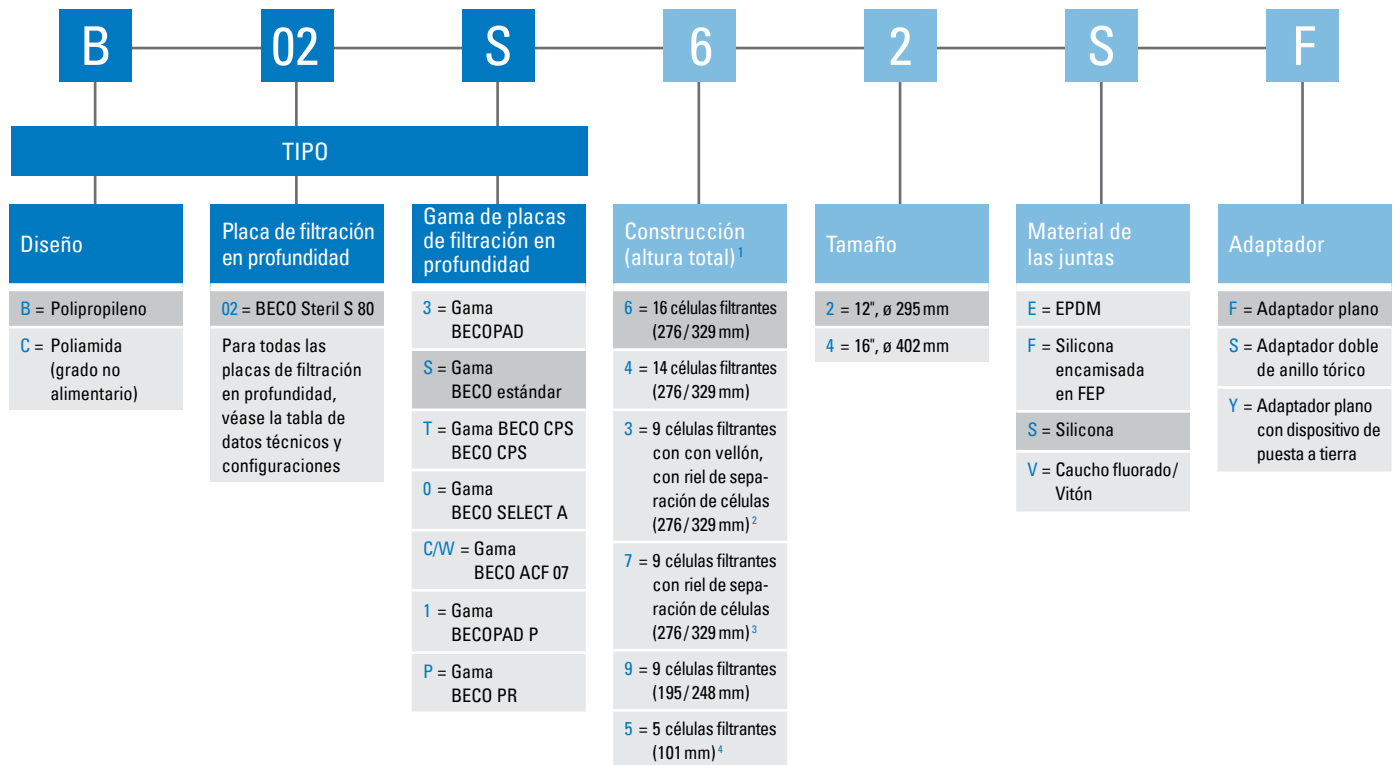 B
02
S
6
2
S
F
TIPO
Diseño
B = Polipropileno
C = Poliamida
(grado no
alimentario)
Placa de filtración
en profundidad
02 = BECO Steril S 80
Para todas las
placas de filtración
en profundidad,
véase la tabla de
datos técnicos y
configuraciones
Gama de placas
de filtración en
profundidad
3 = Gama
BECOPAD
S = Gama
BECO estándar
T = Gama BECO CPS
BECO CPS
0 = Gama
BECO SELECT A
C/W = Gama
BECO ACF 07
1 = Gama
BECOPAD P
P = Gama
BECO PR
Construcción
(altura total) 1
6 = 16 células filtrantes
(276/329 mm)
4 = 14 células filtrantes
(276/329 mm)
3 = 9 células filtrantes
con con vellón,
con riel de sepa-
ración de células
(276/329 mm) 2
7 = 9 células filtrantes
con riel de sepa-
ración de células
(276/329 mm) 3
9 = 9 células filtrantes
(195/248 mm)
5 = 5 células filtrantes
(101 mm) 4
Tamaño
2 = 12", ø 295 mm
4 = 16", ø 402 mm
Material de
las juntas
E = EPDM
F = Silicona
encamisada
en FEP
S = Silicona
V = Caucho fluorado/
Vitón
Adaptador
F = Adaptador plano
S = Adaptador doble
de anillo tórico
Y = Adaptador plano
con dispositivo de
puesta a tierra